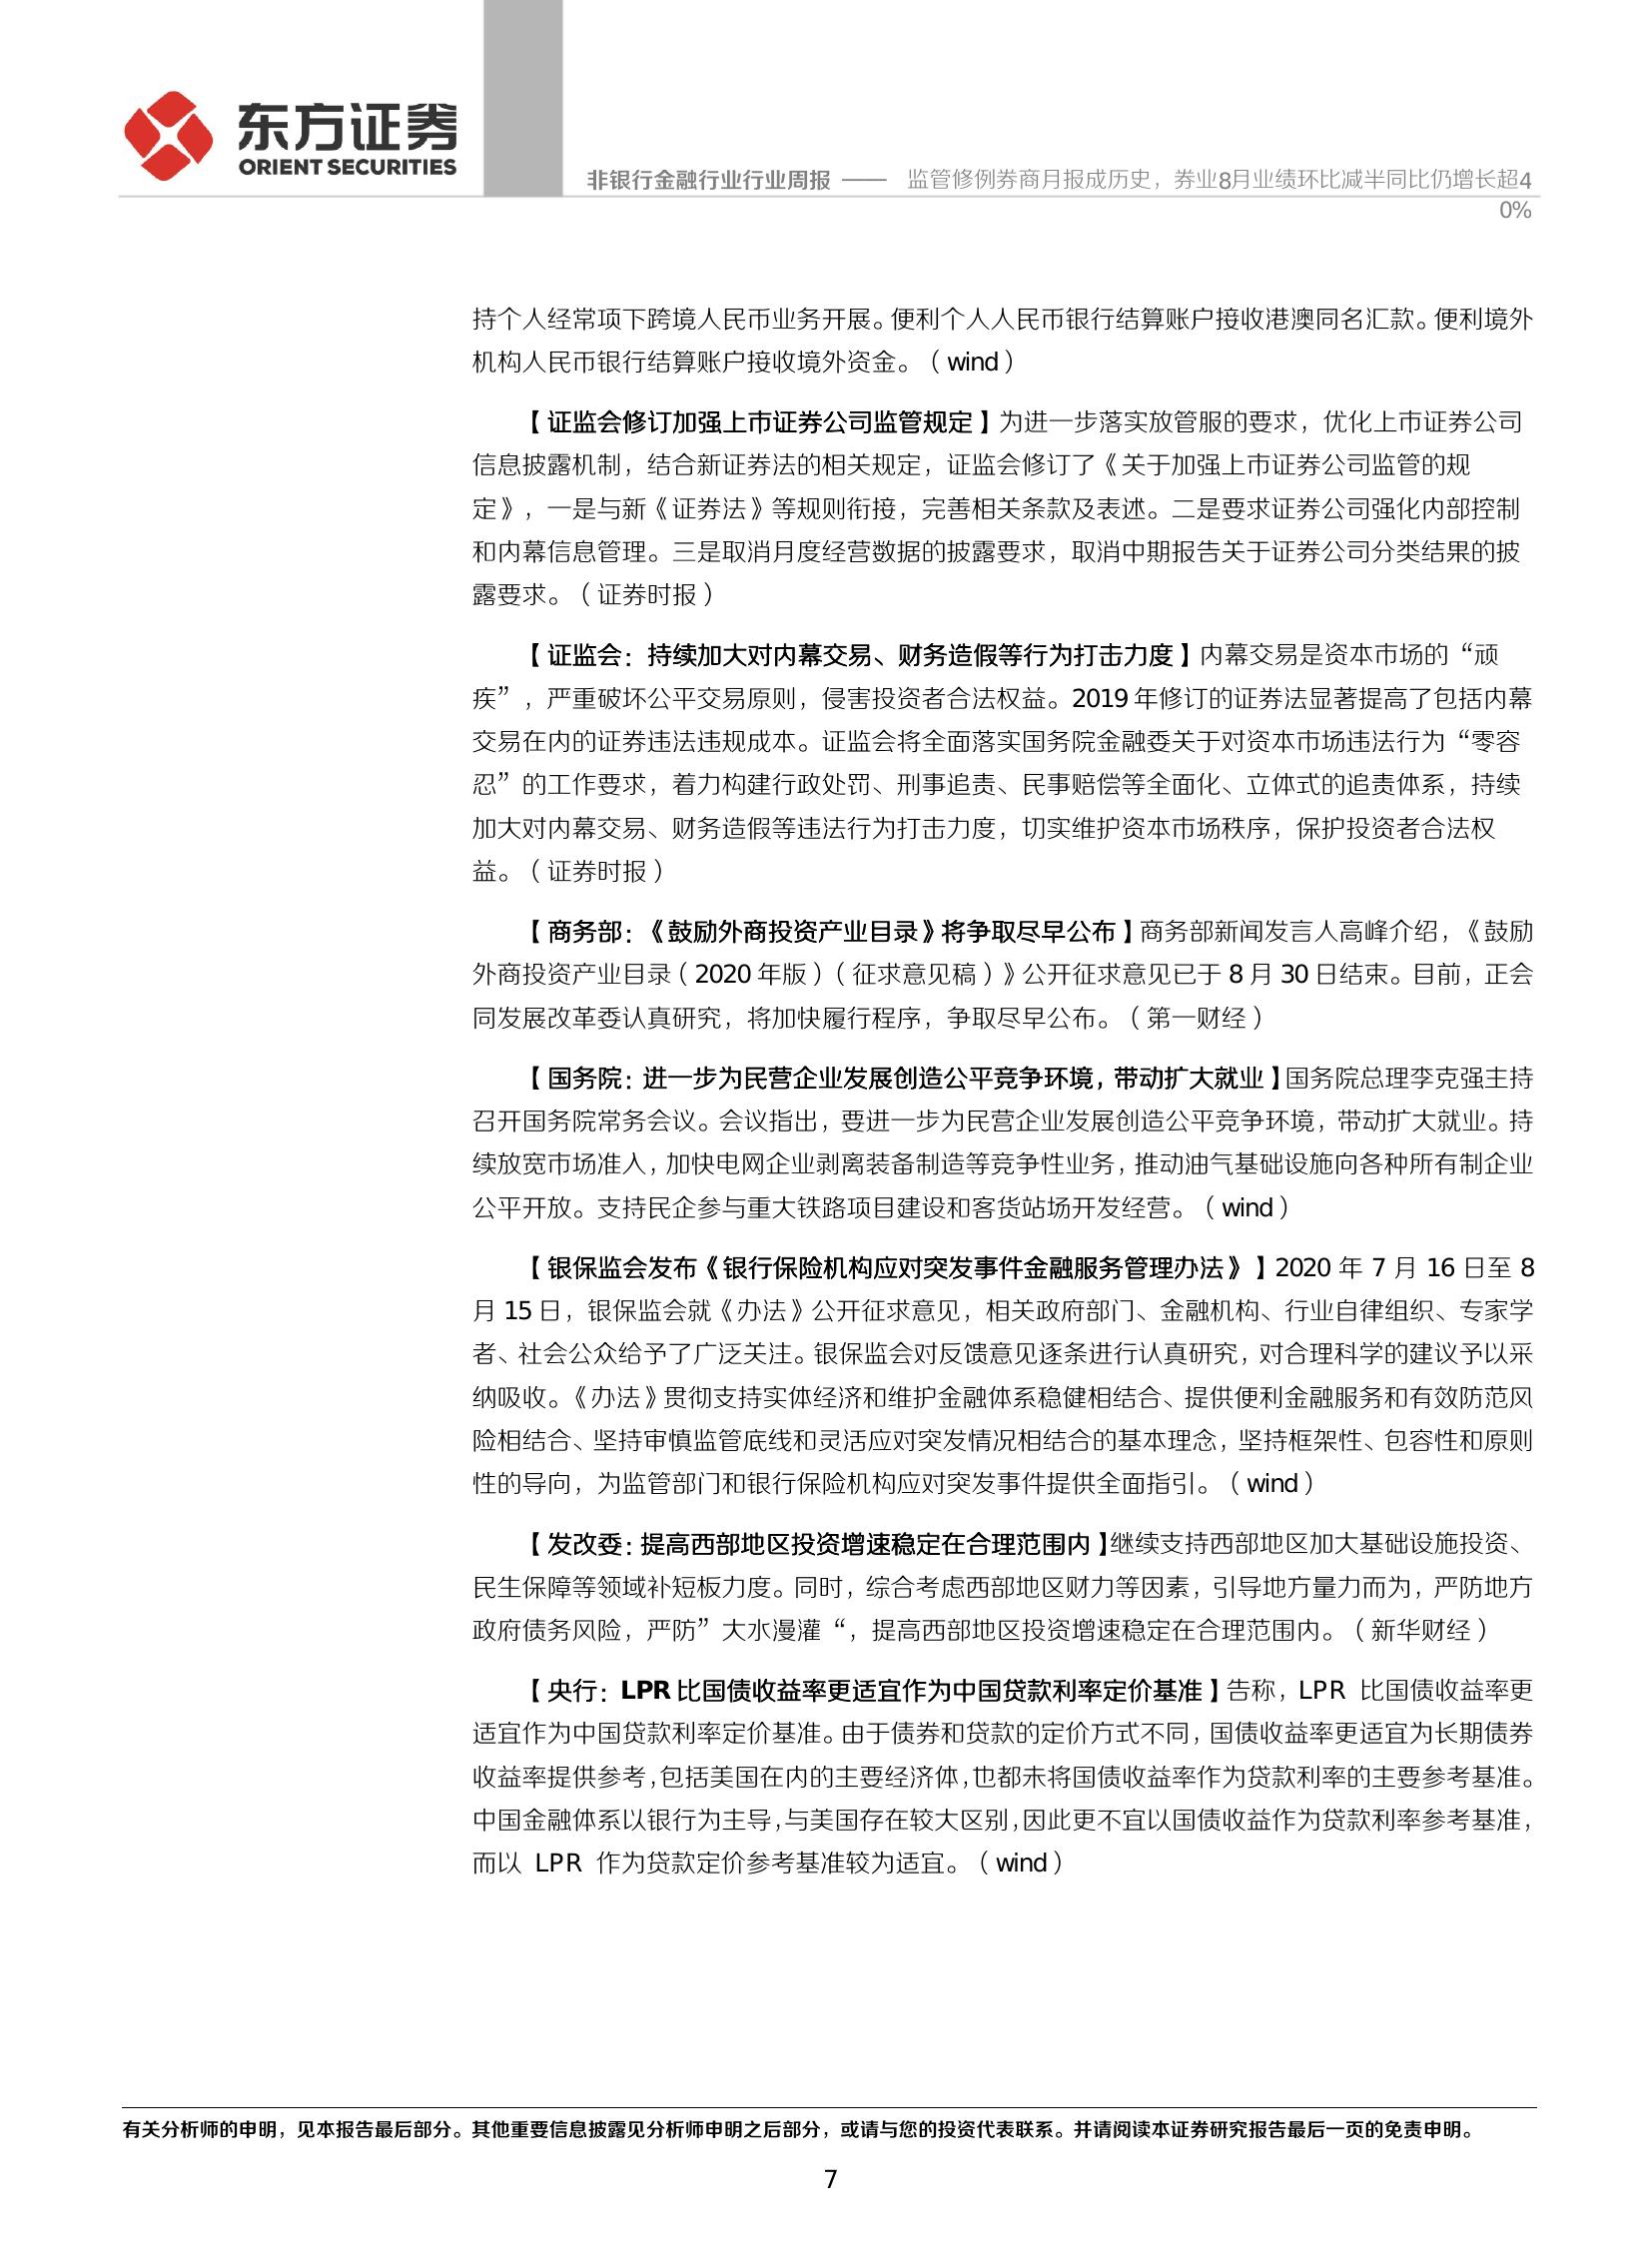 东方证券
ORIENT SECURITIES
非银行金融行业行业周报 —— 监管修例券商月报成历史，券业8月业绩环比减半同比仍增长超4
0%
持个人经常项下跨境人民币业务开展。便利个人人民币银行结算账户接收港澳同名汇款。便利境外
机构人民币银行结算账户接收境外资金。（wind）
【证监会修订加强上市证券公司监管规定】为进一步落实放管服的要求，优化上市证券公司
信息披露机制，结合新证券法的相关规定，证监会修订了《关于加强上市证券公司监管的规
定》，一是与新《证券法》等规则衔接，完善相关条款及表述。二是要求证券公司强化内部控制
和内幕信息管理。三是取消月度经营数据的披露要求，取消中期报告关于证券公司分类结果的披
露要求。（证券时报）
【证监会：持续加大对内幕交易、财务造假等行为打击力度】内幕交易是资本市场的“顽
疾”，严重破坏公平交易原则，侵害投资者合法权益。2019 年修订的证券法显著提高了包括内幕
交易在内的证券违法违规成本。证监会将全面落实国务院金融委关于对资本市场违法行为“零容
忍”的工作要求，着力构建行政处罚、刑事追责、民事赔偿等全面化、立体式的追责体系，持续
加大对内幕交易、财务造假等违法行为打击力度，切实维护资本市场秩序，保护投资者合法权
益。（证券时报）
【商务部：《鼓励外商投资产业目录》将争取尽早公布】商务部新闻发言人高峰介绍，《鼓励
外商投资产业目录（2020 年版）（征求意见稿）》公开征求意见已于 8 月 30 日结束。目前，正会
同发展改革委认真研究，将加快履行程序，争取尽早公布。（第一财经）
【国务院：进一步为民营企业发展创造公平竞争环境，带动扩大就业】国务院总理李克强主持
召开国务院常务会议。会议指出，要进一步为民营企业发展创造公平竞争环境，带动扩大就业。持
续放宽市场准入，加快电网企业剥离装备制造等竞争性业务，推动油气基础设施向各种所有制企业
公平开放。支持民企参与重大铁路项目建设和客货站场开发经营。（wind）
【银保监会发布《银行保险机构应对突发事件金融服务管理办法》】2020 年 7 月 16 日至 8
月 15 日，银保监会就《办法》公开征求意见，相关政府部门、金融机构、行业自律组织、专家学
者、社会公众给予了广泛关注。银保监会对反馈意见逐条进行认真研究，对合理科学的建议予以采
纳吸收。《办法》贯彻支持实体经济和维护金融体系稳健相结合、提供便利金融服务和有效防范风
险相结合、坚持审慎监管底线和灵活应对突发情况相结合的基本理念，坚持框架性、包容性和原则
性的导向，为监管部门和银行保险机构应对突发事件提供全面指引。（wind）
【发改委：提高西部地区投资增速稳定在合理范围内】继续支持西部地区加大基础设施投资、
民生保障等领域补短板力度。同时，综合考虑西部地区财力等因素，引导地方量力而为，严防地方
政府债务风险，严防”大水漫灌“，提高西部地区投资增速稳定在合理范围内。（新华财经）
【央行：LPR 比国债收益率更适宜作为中国贷款利率定价基准】告称，LPR 比国债收益率更
适宜作为中国贷款利率定价基准。由于债券和贷款的定价方式不同，国债收益率更适宜为长期债券
收益率提供参考，包括美国在内的主要经济体，也都未将国债收益率作为贷款利率的主要参考基准。
中国金融体系以银行为主导，与美国存在较大区别，因此更不宜以国债收益作为贷款利率参考基准，
而以 LPR 作为贷款定价参考基准较为适宜。（wind）
有关分析师的申明，见本报告最后部分。其他重要信息披露见分析师申明之后部分，或请与您的投资代表联系。并请阅读本证券研究报告最后一页的免责申明。
7